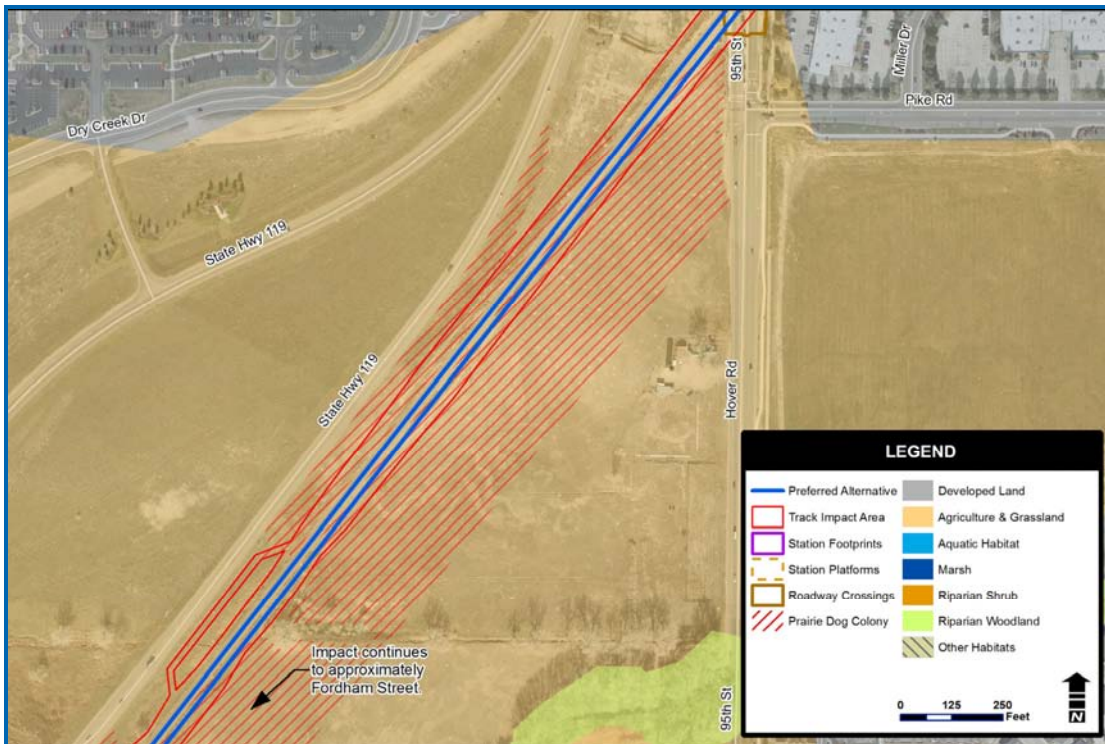 95th St
Miller Dr
Pike Rd
Dry Creek Dr
State Hwy 119
State Hwy 119
Hover Rd
95th St
Impact continues
to approximately
Fordham Street.
LEGEND
Preferred Alternative
Track Impact Area
Station Footprints
Station Platforms
Roadway Crossings
Prairie Dog Colony
Developed Land
Agriculture & Grassland
Aquatic Habitat
Marsh
Riparian Shrub
Riparian Woodland
Other Habitats
0 125 250
Feet
N